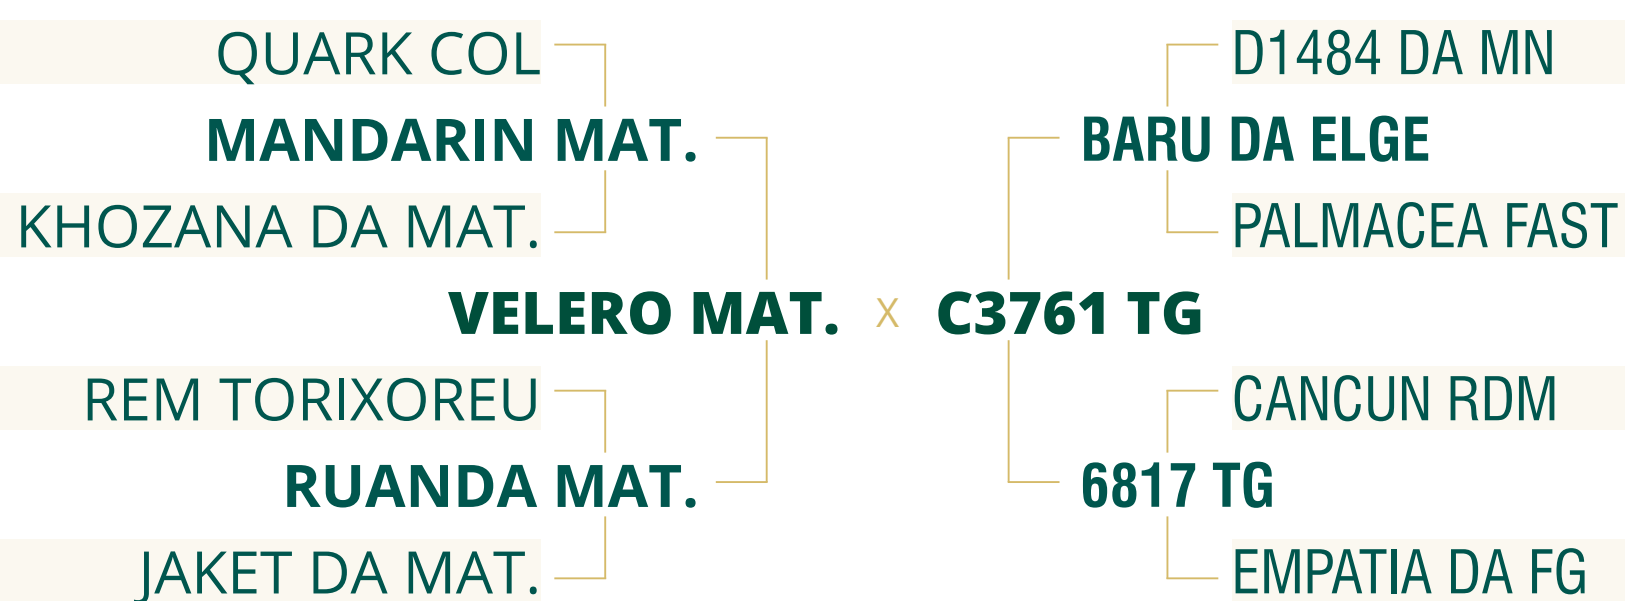 QUARK COL
D1484 DA MN
MANDARIN MAT.
BARU DA ELGE
KHOZANA DA MAT.
PALMACEA FAST
VELERO MAT. X C3761 TG
REM TORIXOREU
CANCUN RDM
RUANDA MAT.
6817 TG
JAKET DA MAT.
EMPATIA DA FG